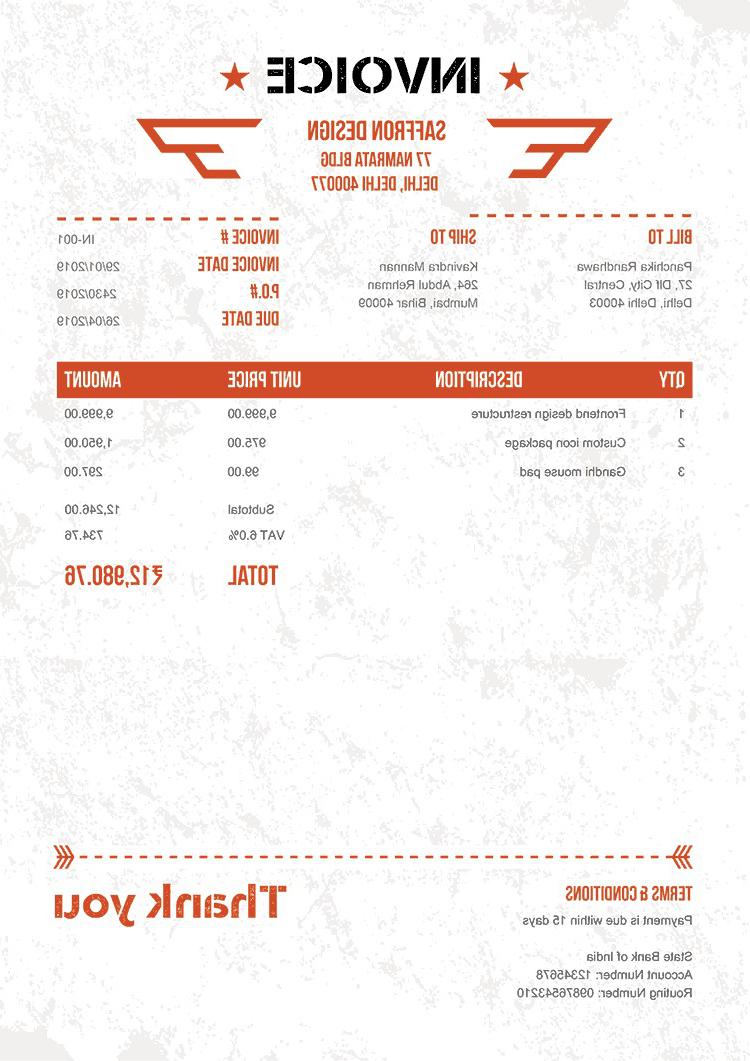 INVOICE
SAFFRON DESIGN
77 NAMRATA BLDG
DELHI, DELHI 400077
BILL TO
Panchika Randhawa
27, Dlf City, Central
Delhi, Delhi 40003
SHIP TO
Kavindra Mannan
264, Abdul Rehman
Mumbai, Bihar 40009
INVOICE # IN-001
INVOICE DATE 29/01/2019
P.O.#. 2430/2019
DUE DATE 26/04/2019
QTY DESCRIPTION UNIT PRICE AMOUNT
1 Frontend design restructure 9,999.00 9,999.00
2 Custom icon package 975.00 1,950.00
3 Gandhi mouse pad 99.00 297.00
Subtotal 12,246.00
VAT 6.0% 734.76
TOTAL ₹12,980.76
TERMS & CONDITIONS
Payment is due within 15 days
State Bank of India
Account Number: 12345678
Routing Number: 09876543210
Thank you